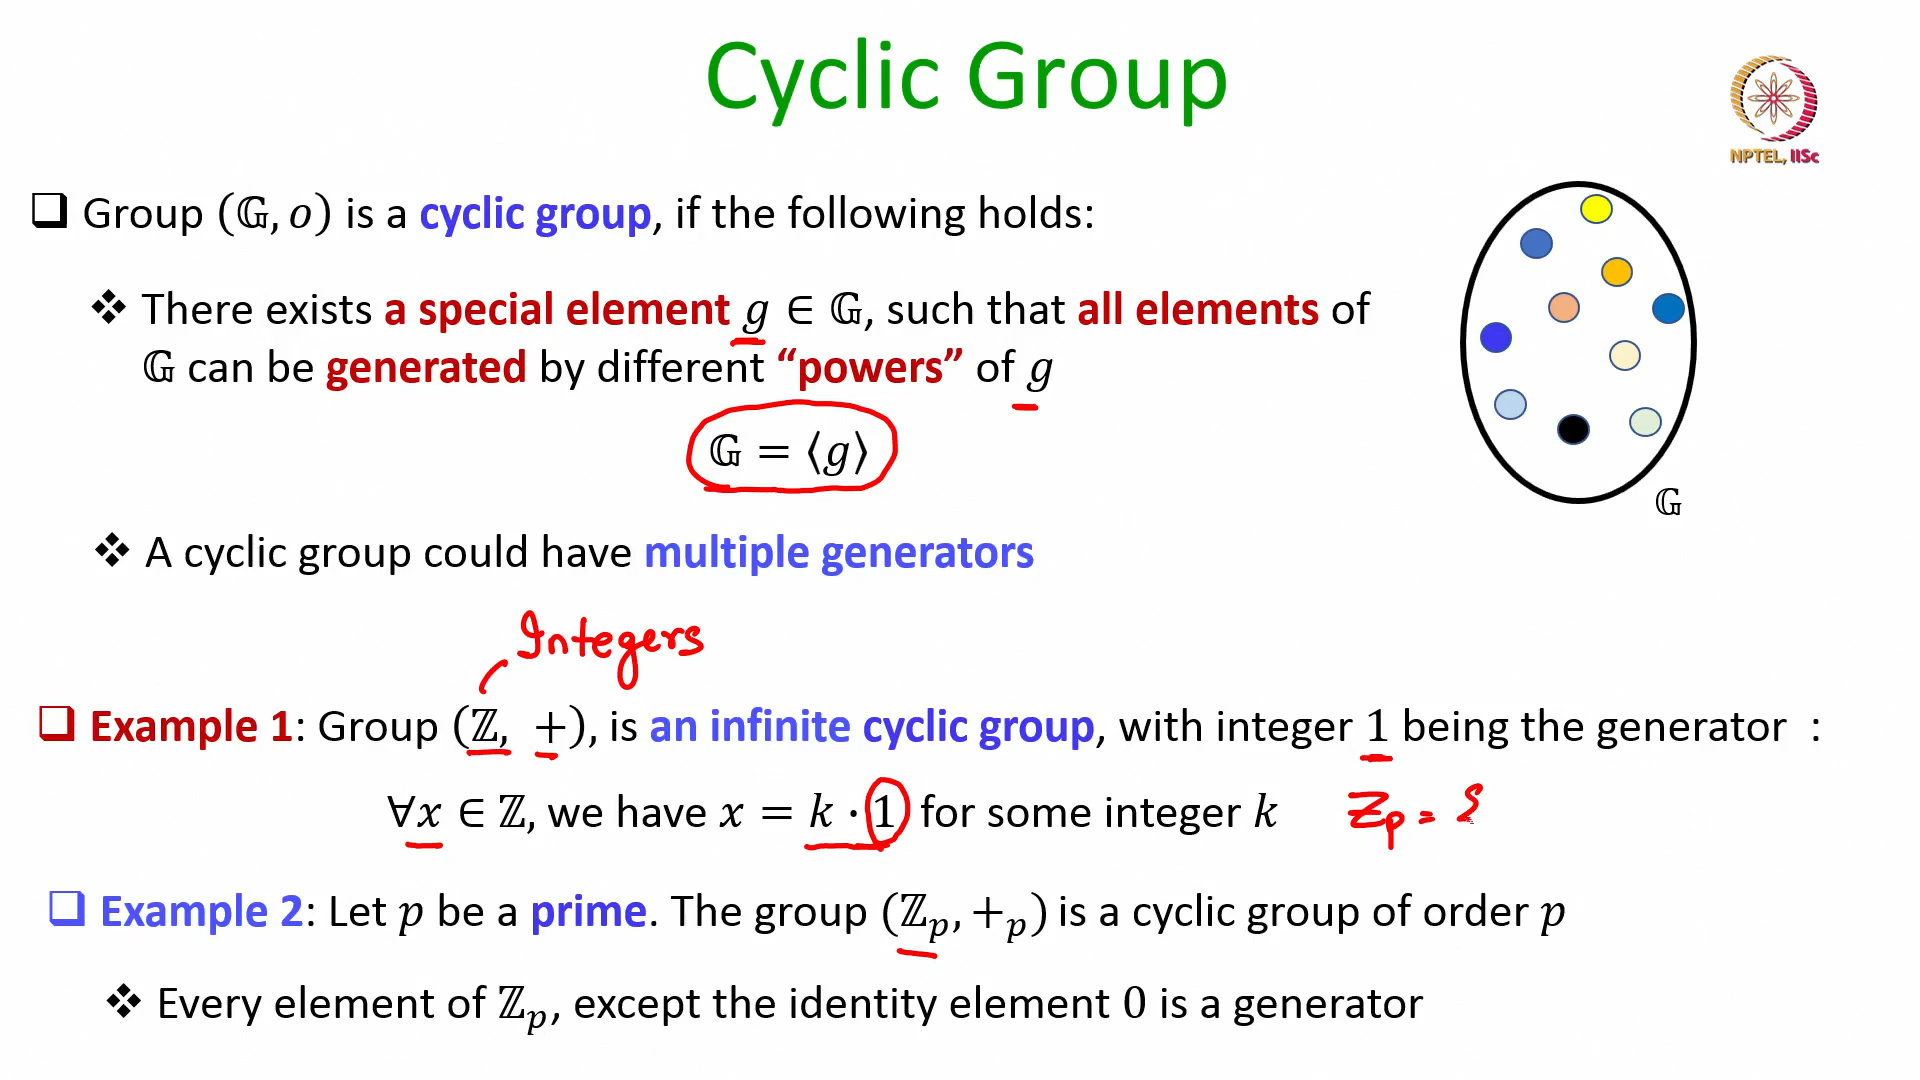 Cyclic Group
NPTEL, IISc
❑ Group (𝔾, o) is a cyclic group, if the following holds:
❖ There exists a special element g ∈ 𝔾, such that all elements of
𝔾 can be generated by different “powers” of g
𝔾 = ⟨g⟩
𝔾
❖ A cyclic group could have multiple generators
Integers
❑ Example 1: Group (ℤ, +), is an infinite cyclic group, with integer 1 being the generator :
∀x ∈ ℤ, we have x = k · 1 for some integer k
Zp = {
❑ Example 2: Let p be a prime. The group (ℤₚ, +ₚ) is a cyclic group of order p
❖ Every element of ℤₚ, except the identity element 0 is a generator